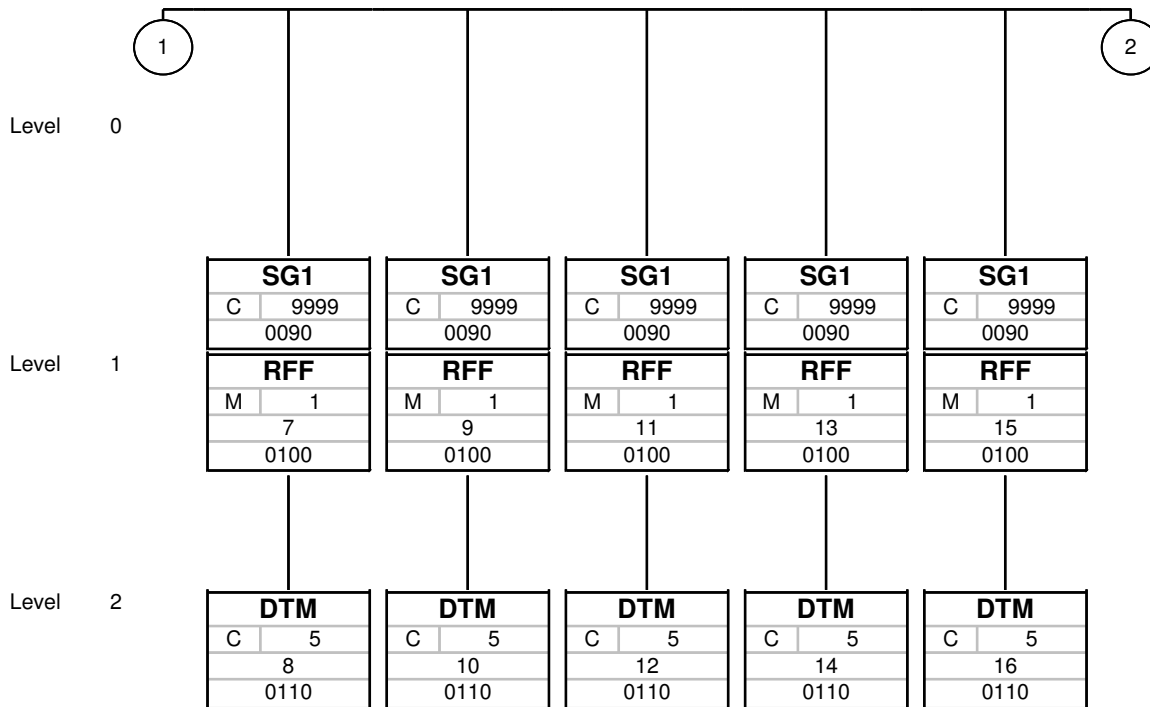 1 2
Level 0
SG1 SG1 SG1 SG1 SG1
C 9999 C 9999 C 9999 C 9999 C 9999
0090 0090 0090 0090 0090
Level 1 RFF RFF RFF RFF RFF
M 1 M 1 M 1 M 1 M 1
7 9 11 13 15
0100 0100 0100 0100 0100
Level 2 DTM DTM DTM DTM DTM
C 5 C 5 C 5 C 5 C 5
8 10 12 14 16
0110 0110 0110 0110 0110